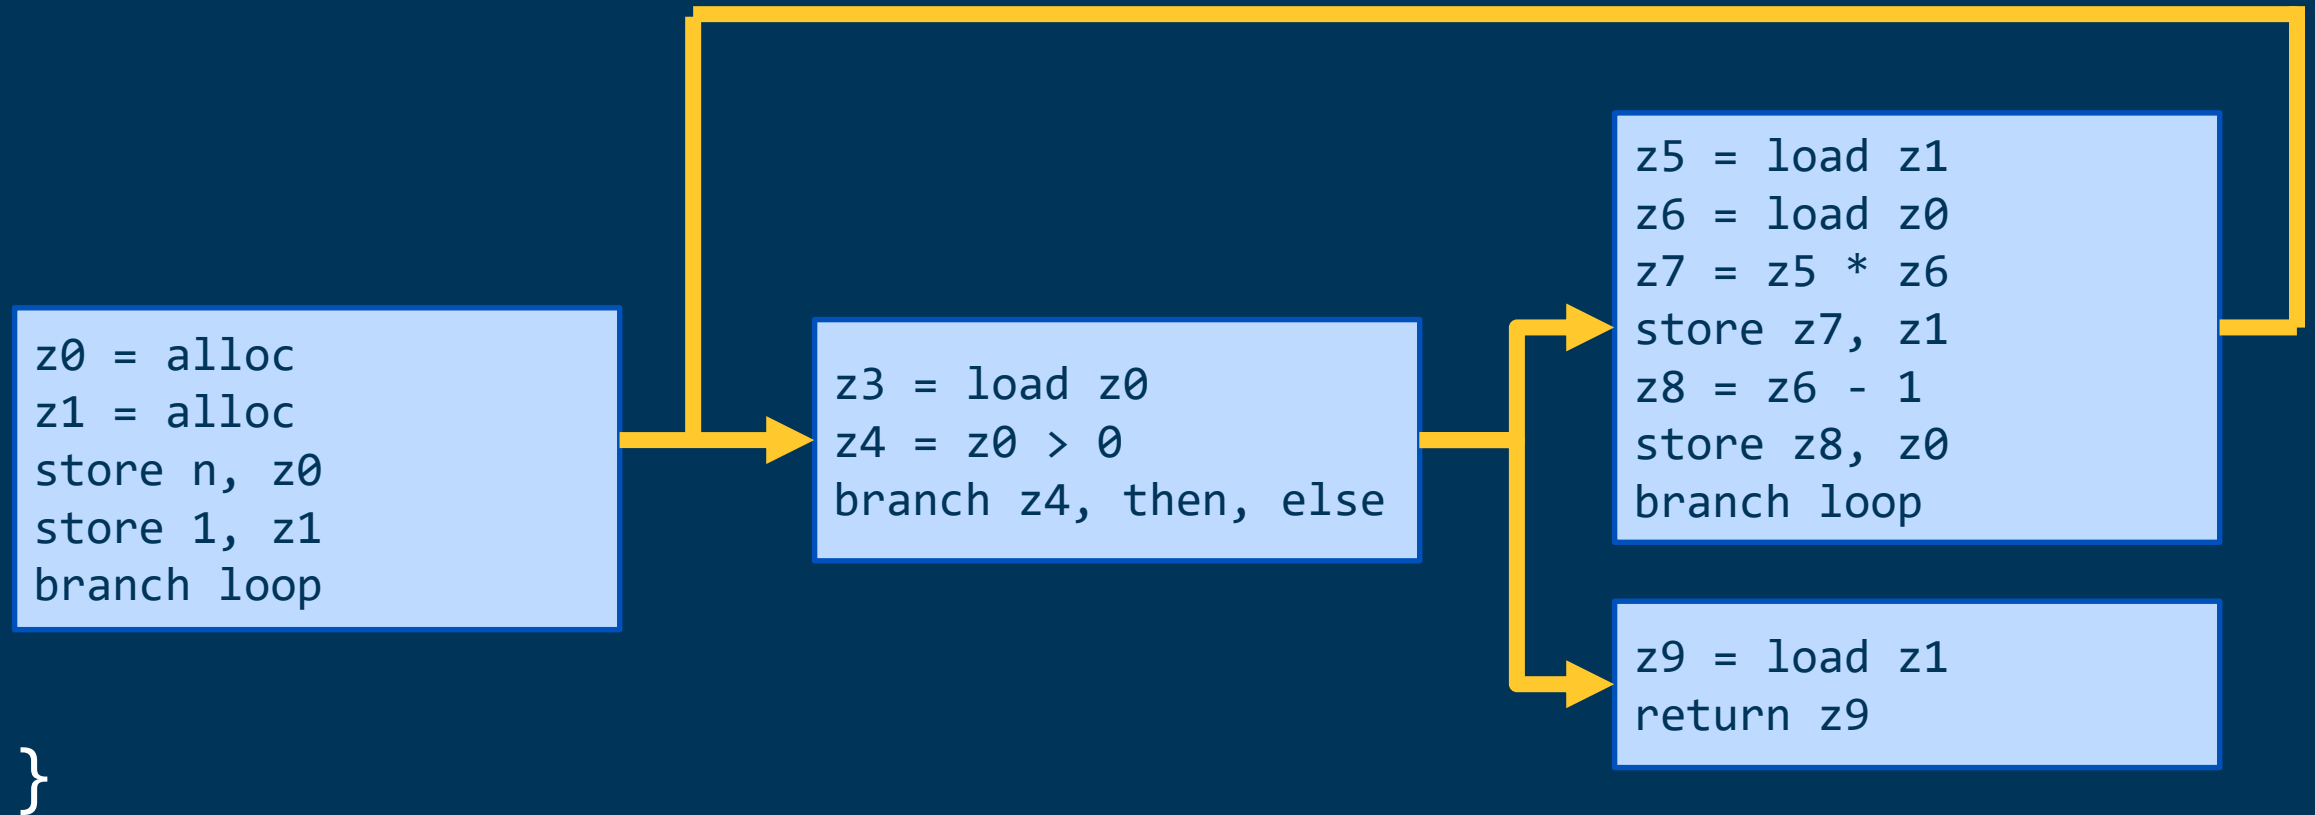 z0 = alloc
z1 = alloc
store n, z0
store 1, z1
branch loop
z3 = load z0
z4 = z0 > 0
branch z4, then, else
z5 = load z1
z6 = load z0
z7 = z5 * z6
store z7, z1
z8 = z6 - 1
store z8, z0
branch loop
z9 = load z1
return z9
}